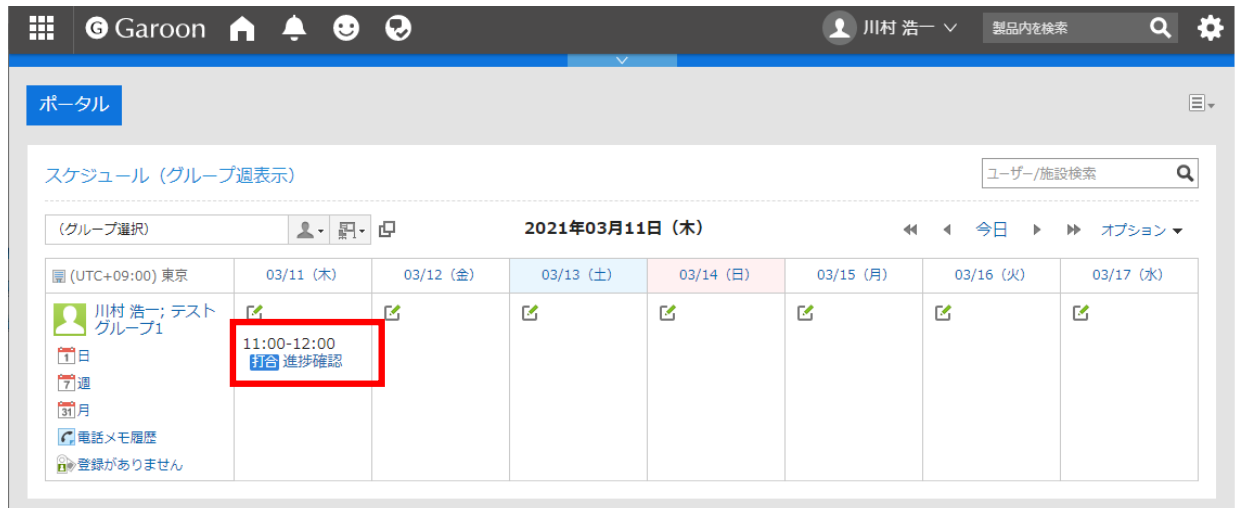 G Garoon 川村 浩一 製品内を検索
ポータル
スケジュール（グループ週表示） ユーザー/施設検索
（グループ選択） 2021年03月11日（木） 今日 オプション
(UTC+09:00) 東京 03/11（木） 03/12（金） 03/13（土） 03/14（日） 03/15（月） 03/16（火） 03/17（水）
川村 浩一; テスト
グループ1
11:00-12:00
打合 進捗確認
1 日
7 週
31 月
電話メモ履歴
登録がありません